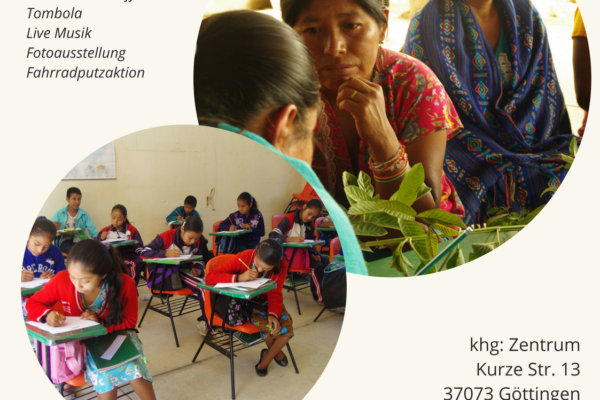 Tombola
Live Musik
Fotoausstellung
Fahrradputzaktion
khg: Zentrum
Kurze Str. 13
37073 Göttingen